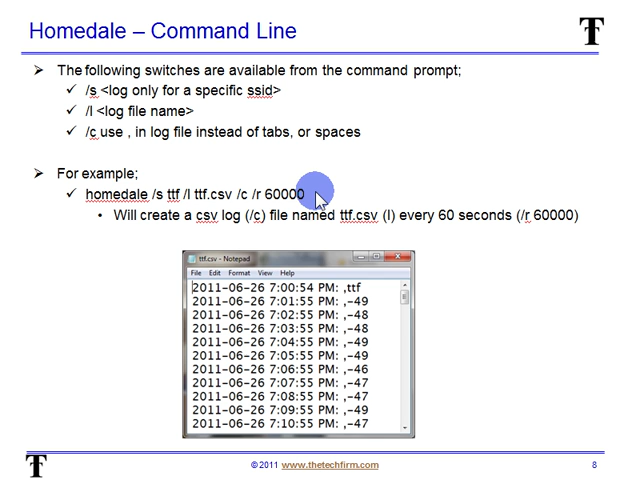 Homedale – Command Line
The following switches are available from the command prompt;
/s <log only for a specific ssid>
/l <log file name>
/c use , in log file instead of tabs, or spaces
For example;
homedale /s ttf /l ttf.csv /c /r 60000
Will create a csv log (/c) file named ttf.csv (l) every 60 seconds (/r 60000)
ttf.csv - Notepad
File Edit Format View Help
2011-06-26 7:00:54 PM: ,ttf
2011-06-26 7:01:55 PM: ,-49
2011-06-26 7:02:55 PM: ,-48
2011-06-26 7:03:55 PM: ,-48
2011-06-26 7:04:55 PM: ,-49
2011-06-26 7:05:55 PM: ,-49
2011-06-26 7:06:55 PM: ,-46
2011-06-26 7:07:55 PM: ,-47
2011-06-26 7:08:55 PM: ,-47
2011-06-26 7:09:55 PM: ,-49
2011-06-26 7:10:55 PM: ,-47
© 2011 www.thetechfirm.com
8